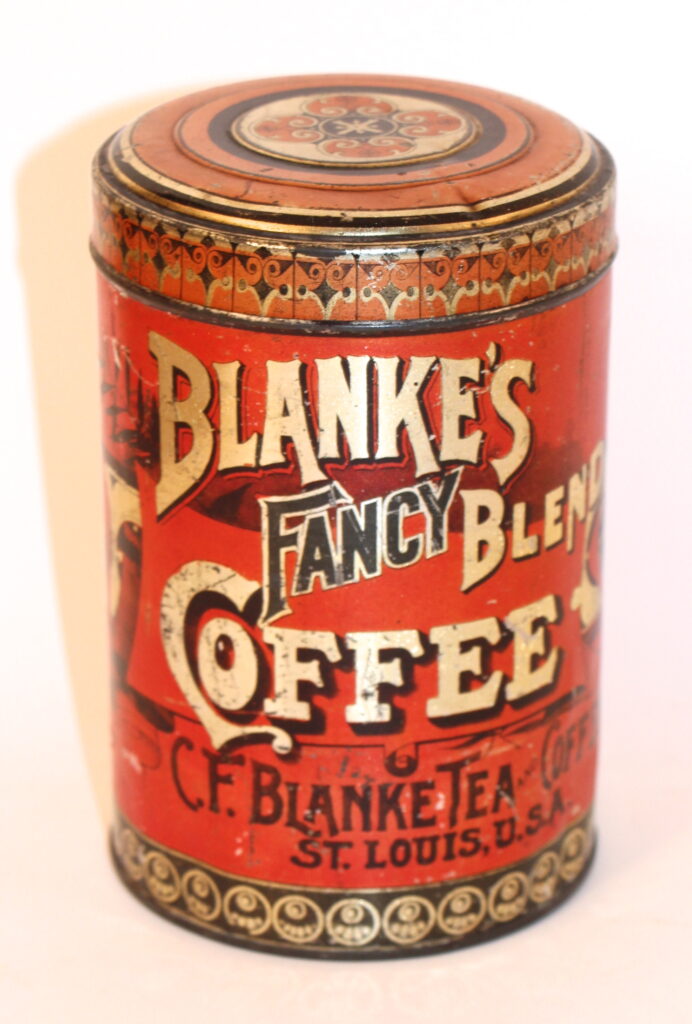 BLANKE'S
FANCY BLEND
COFFEE
C.F. BLANKE TEA
ST. LOUIS, U.S.A.